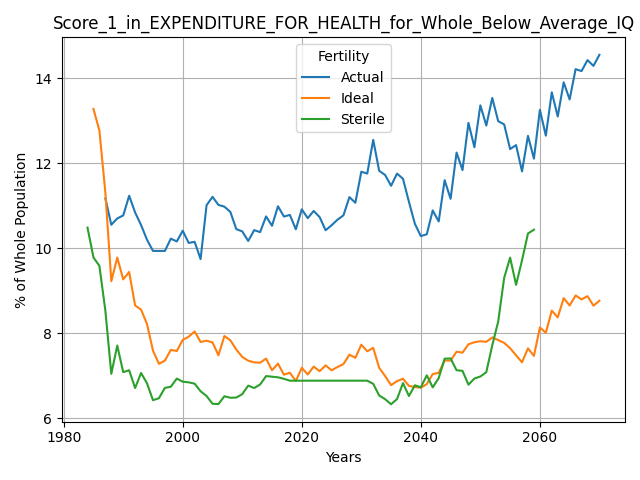 Score_1_in_EXPENDITURE_FOR_HEALTH_for_Whole_Below_Average_IQ
Fertility
Actual
Ideal
Sterile
% of Whole Population
14
12
10
8
6
1980
2000
2020
2040
2060
Years